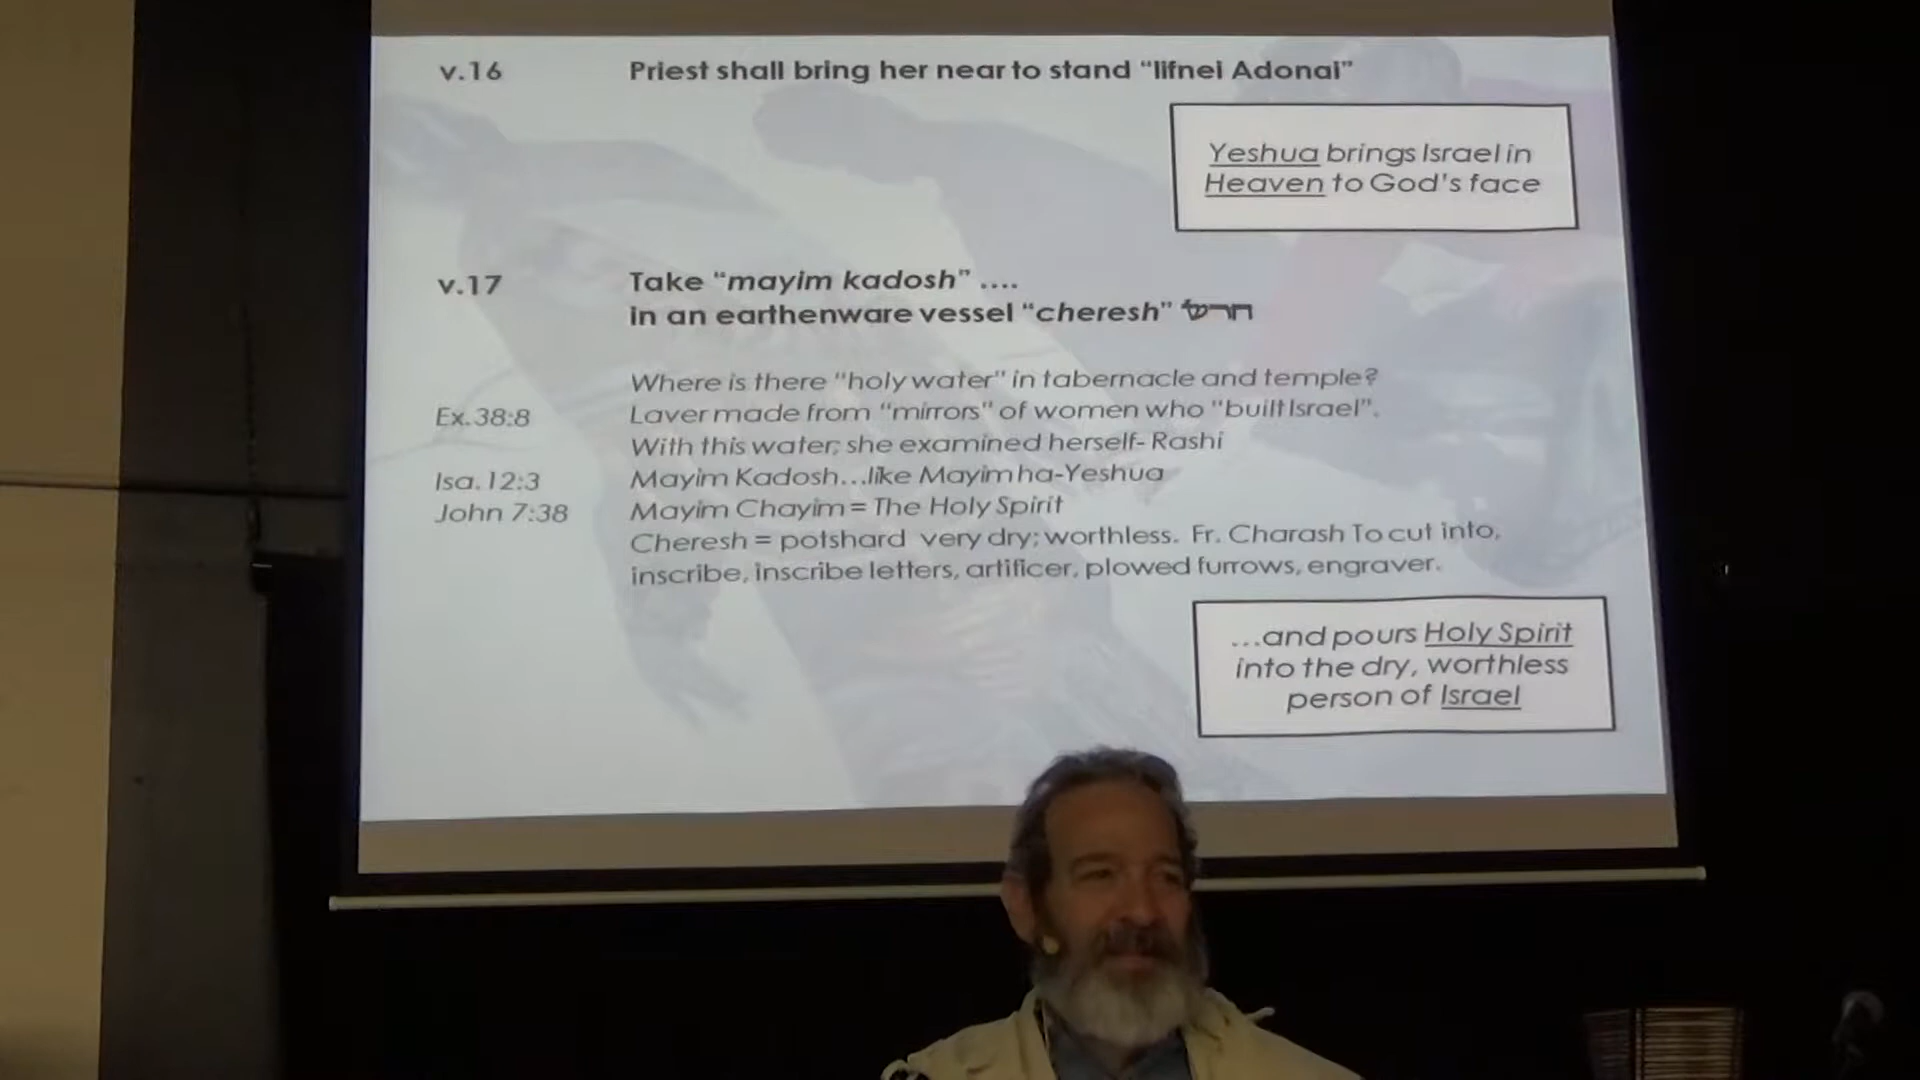 v.16 Priest shall bring her near to stand “lifnei Adonai”
Yeshua brings Israel in
Heaven to God's face
v.17 Take “mayim kadosh” ....
in an earthenware vessel “cheresh” חרש
Where is there “holy water” in tabernacle and temple?
Ex.38:8 Laver made from “mirrors” of women who “built Israel”.
With this water; she examined herself- Rashi
Isa.12:3 Mayim Kadosh...like Mayim ha-Yeshua
John 7:38 Mayim Chayim = The Holy Spirit
Cheresh = potshard very dry; worthless. Fr. Charash To cut into,
inscribe, inscribe letters, artificer, plowed furrows, engraver.
...and pours Holy Spirit
into the dry, worthless
person of Israel